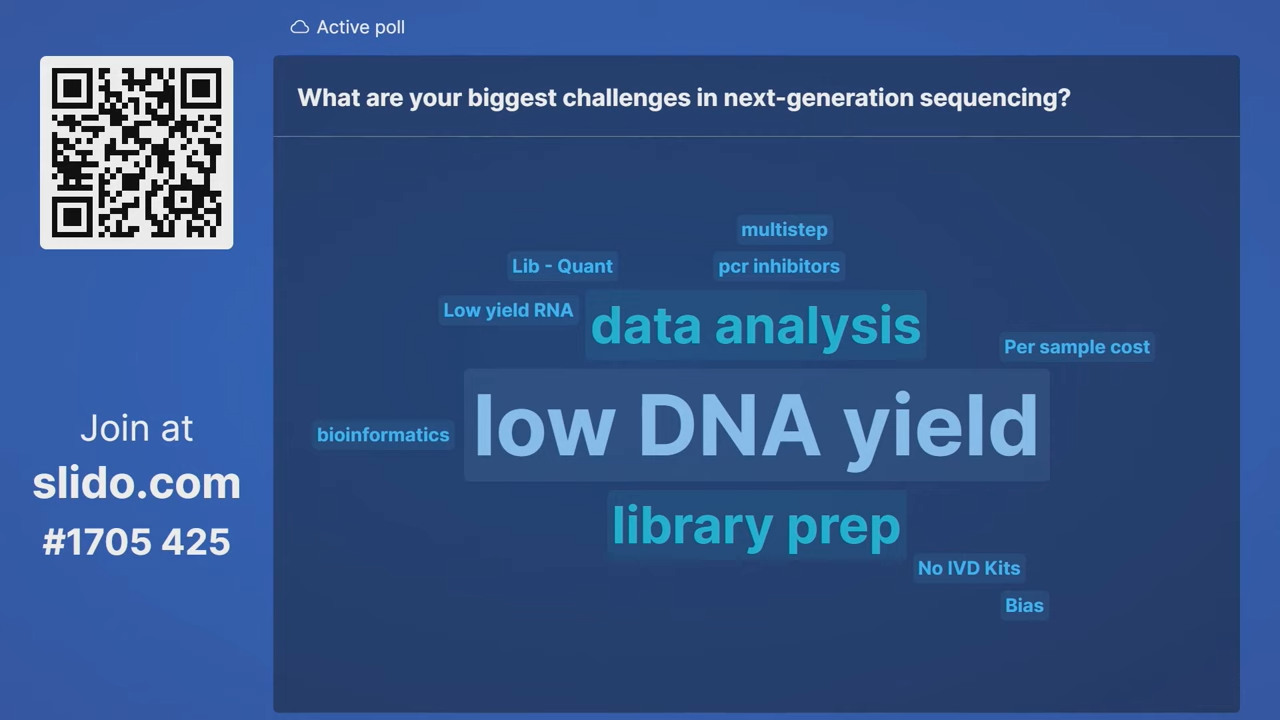 Active poll
What are your biggest challenges in next-generation sequencing?
multistep
Lib - Quant
pcr inhibitors
Low yield RNA
data analysis
Per sample cost
low DNA yield
bioinformatics
library prep
No IVD Kits
Bias
Join at
slido.com
#1705 425